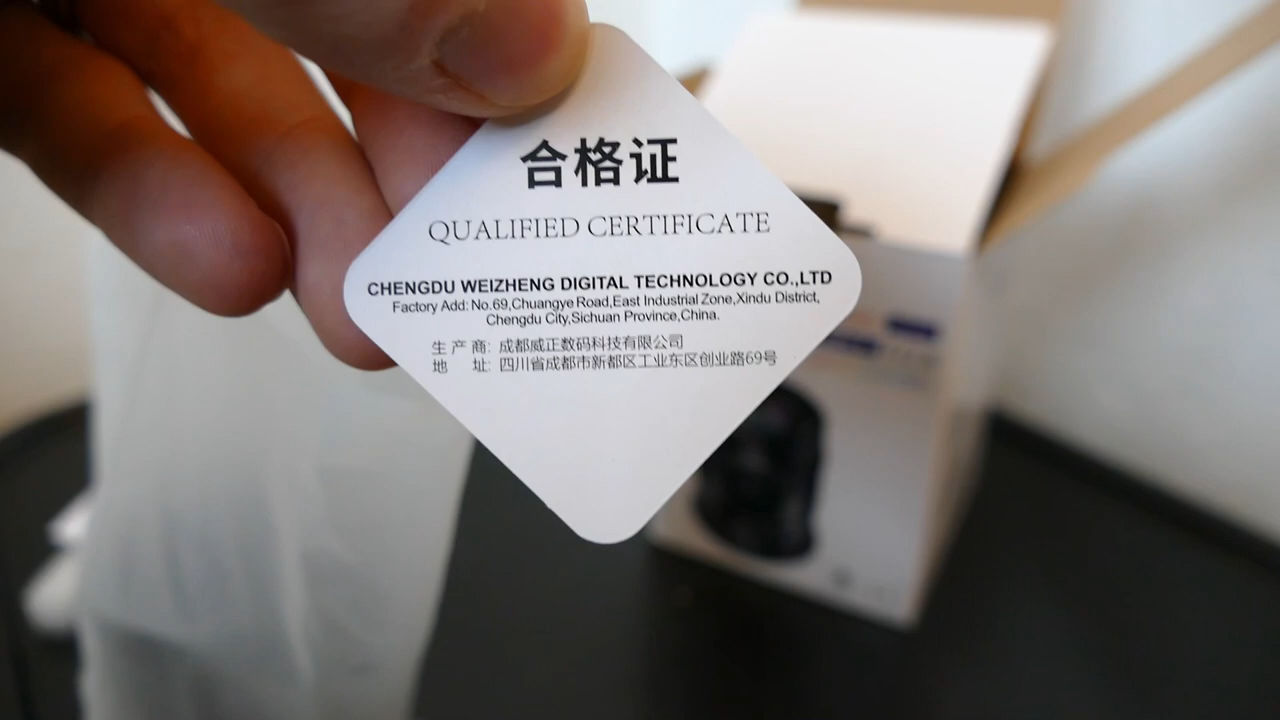 合格证
QUALIFIED CERTIFICATE
CHENGDU WEIZHENG DIGITAL TECHNOLOGY CO.,LTD
Factory Add: No.69,Chuangye Road,East Industrial Zone,Xindu District,
Chengdu City,Sichuan Province,China.
生 产 商: 成都威正数码科技有限公司
地 址: 四川省成都市新都区工业东区创业路69号